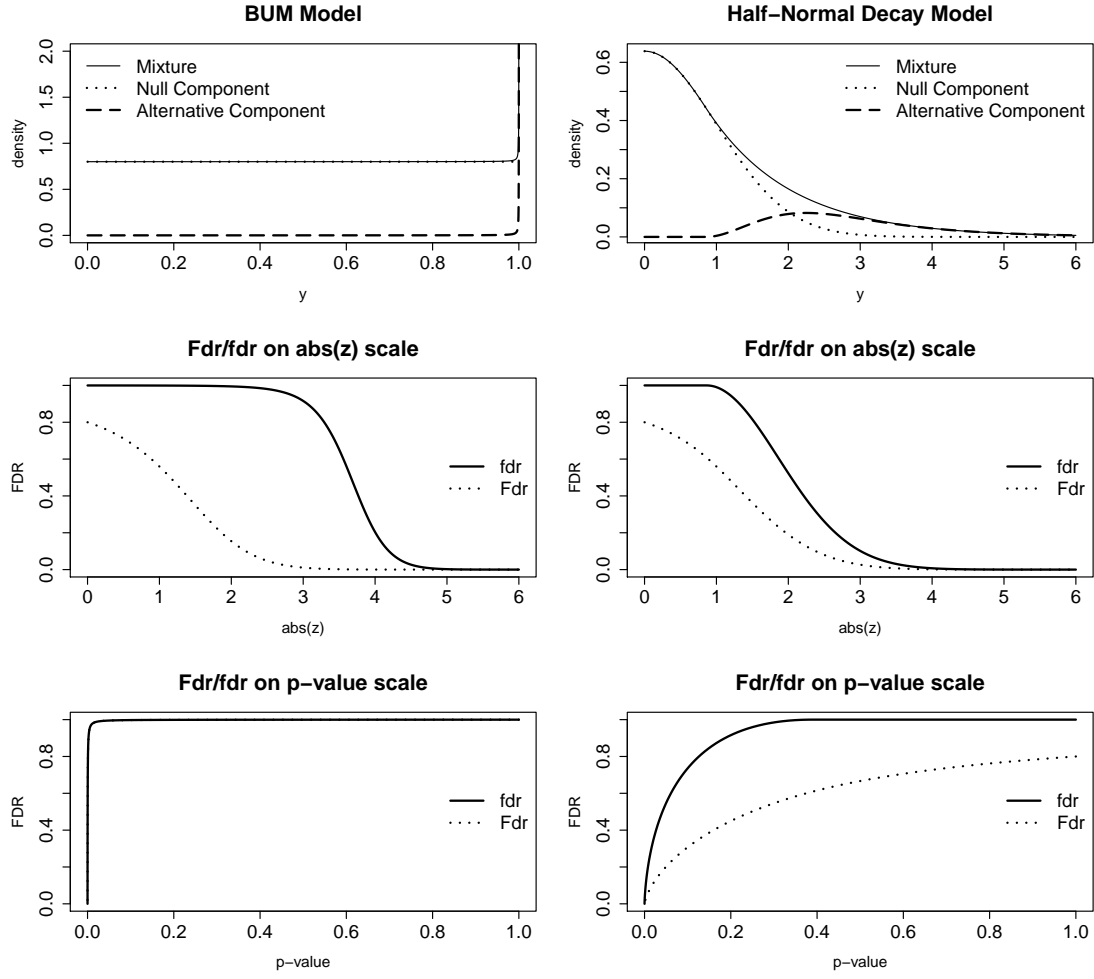 BUM Model
density
0.0 0.5 1.0 1.5 2.0
Mixture
Null Component
Alternative Component
0.0 0.2 0.4 0.6 0.8 1.0
y
Half−Normal Decay Model
density
0.0 0.2 0.4 0.6
Mixture
Null Component
Alternative Component
0 1 2 3 4 5 6
y
Fdr/fdr on abs(z) scale
FDR
0.0 0.4 0.8
fdr
Fdr
0 1 2 3 4 5 6
abs(z)
Fdr/fdr on abs(z) scale
FDR
0.0 0.4 0.8
fdr
Fdr
0 1 2 3 4 5 6
abs(z)
Fdr/fdr on p−value scale
FDR
0.0 0.4 0.8
fdr
Fdr
0.0 0.2 0.4 0.6 0.8 1.0
p−value
Fdr/fdr on p−value scale
FDR
0.0 0.4 0.8
fdr
Fdr
0.0 0.2 0.4 0.6 0.8 1.0
p−value